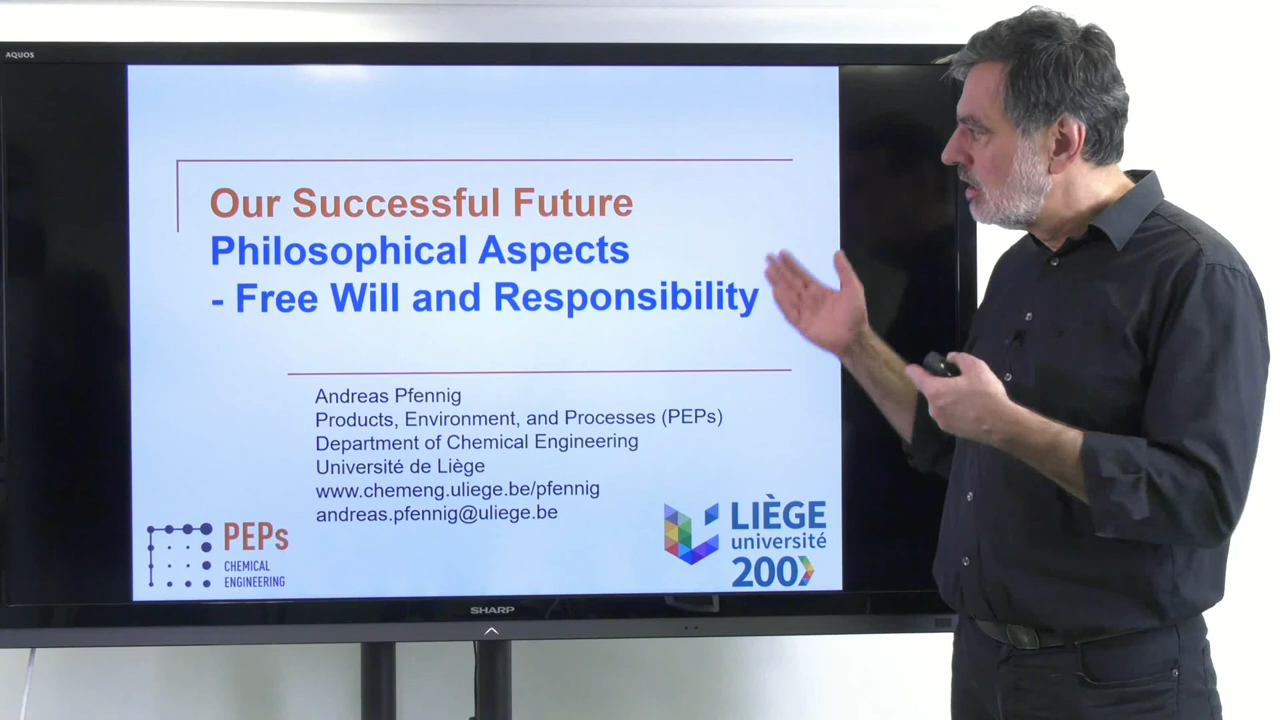 AQUOS
Our Successful Future
Philosophical Aspects
- Free Will and Responsibility
Andreas Pfennig
Products, Environment, and Processes (PEPs)
Department of Chemical Engineering
Université de Liège
www.chemeng.uliege.be/pfennig
andreas.pfennig@uliege.be
PEPs
CHEMICAL
ENGINEERING
LIÈGE
université
200
SHARP